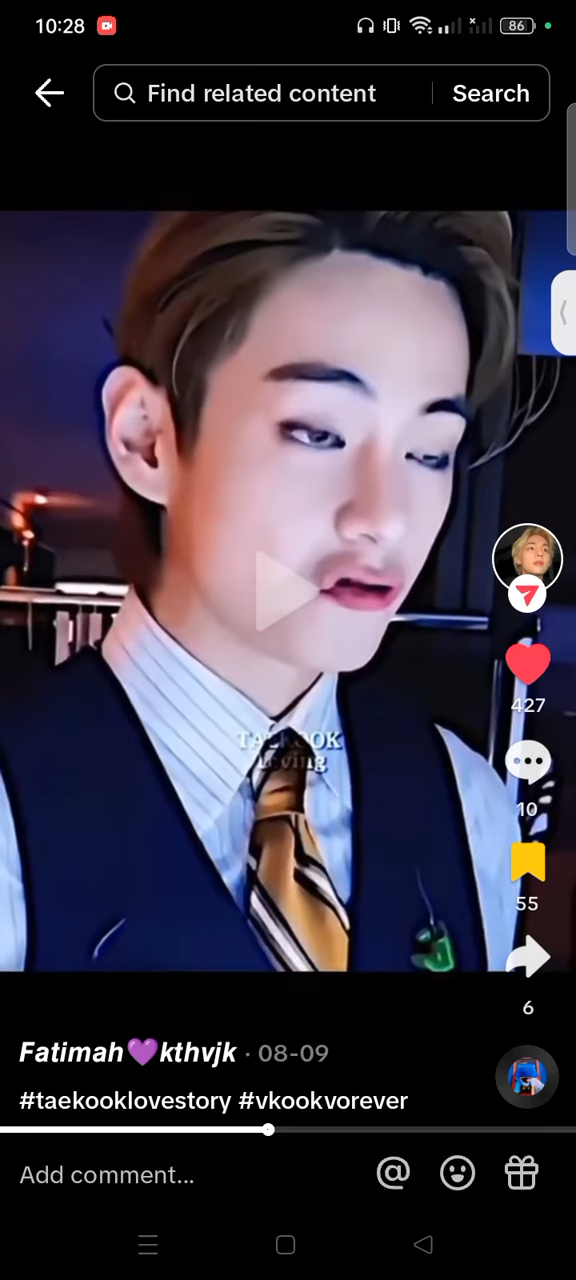 10:28
86
Find related content
Search
TAEKOOK
loving
427
10
55
6
Fatimah💜kthvjk · 08-09
#taekooklovestory #vkookvorever
Add comment...